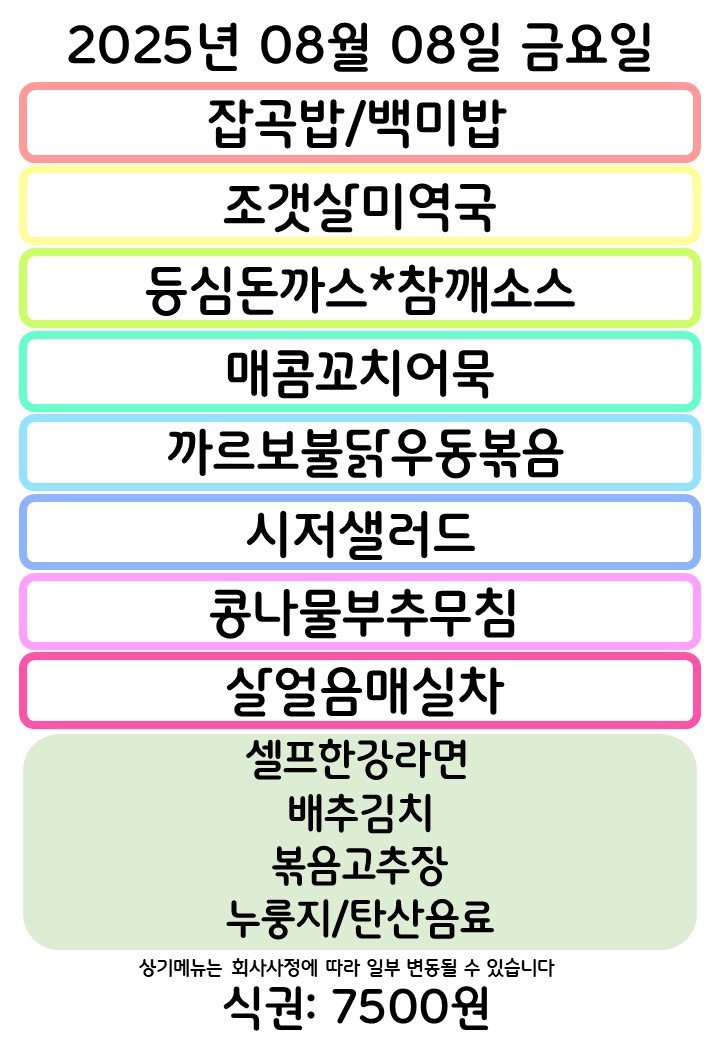 2025년 08월 08일 금요일
잡곡밥/백미밥
조갯살미역국
등심돈까스*참깨소스
매콤꼬치어묵
까르보불닭우동볶음
시저샐러드
콩나물부추무침
살얼음매실차
셀프한강라면
배추김치
볶음고추장
누룽지/탄산음료
상기메뉴는 회사사정에 따라 일부 변동될 수 있습니다
식권: 7500원